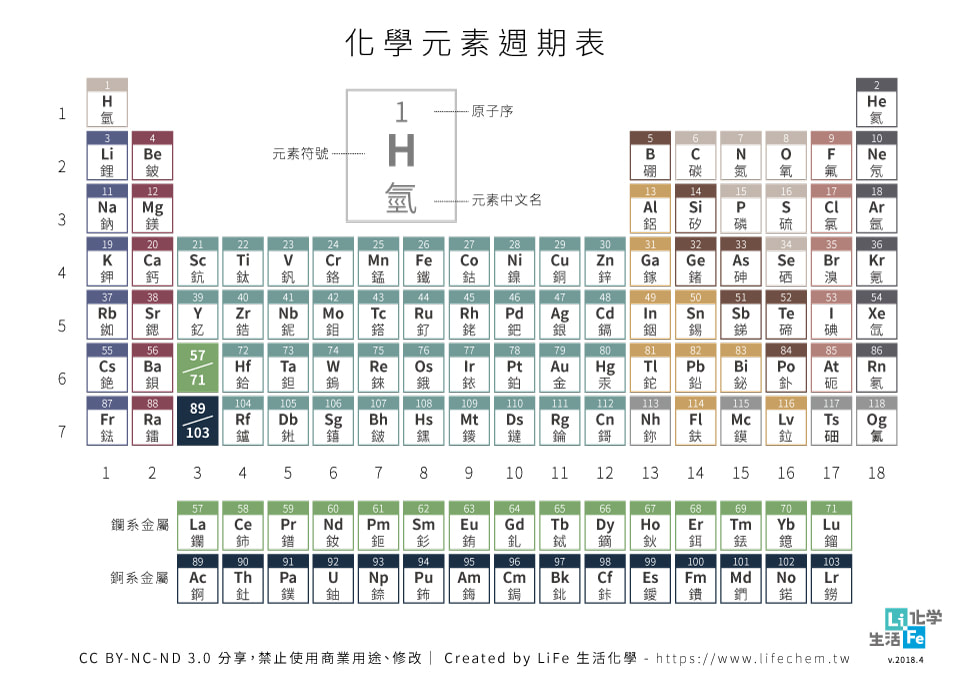 化學元素週期表
1 2
H He
氫 氦
1
1 原子序
元素符號 H
氫 元素中文名
3 4 5 6 7 8 9 10
Li Be B C N O F Ne
鋰 鈹 硼 碳 氮 氧 氟 氖
2
11 12 13 14 15 16 17 18
Na Mg Al Si P S Cl Ar
鈉 鎂 鋁 矽 磷 硫 氯 氬
3
19 20 21 22 23 24 25 26 27 28 29 30 31 32 33 34 35 36
K Ca Sc Ti V Cr Mn Fe Co Ni Cu Zn Ga Ge As Se Br Kr
鉀 鈣 鈧 鈦 釩 鉻 錳 鐵 鈷 鎳 銅 鋅 鎵 鍺 砷 硒 溴 氪
4
37 38 39 40 41 42 43 44 45 46 47 48 49 50 51 52 53 54
Rb Sr Y Zr Nb Mo Tc Ru Rh Pd Ag Cd In Sn Sb Te I Xe
銣 鍶 釔 鋯 鈮 鉬 鎝 釕 銠 鈀 銀 鎘 銦 錫 銻 碲 碘 氙
5
55 56 57/71 72 73 74 75 76 77 78 79 80 81 82 83 84 85 86
Cs Ba Hf Ta W Re Os Ir Pt Au Hg Tl Pb Bi Po At Rn
銫 鋇 鉿 鉭 鎢 錸 鋨 銥 鉑 金 汞 鉈 鉛 鉍 釙 砈 氡
6
87 88 89/103 104 105 106 107 108 109 110 111 112 113 114 115 116 117 118
Fr Ra Rf Db Sg Bh Hs Mt Ds Rg Cn Nh Fl Mc Lv Ts Og
鍅 鐳 鑪 𨧀 𨭎 𨨏 𨭆 䥑 鐽 錀 鎶 鉨 鈇 鏌 鉝
7
1 2 3 4 5 6 7 8 9 10 11 12 13 14 15 16 17 18
57 58 59 60 61 62 63 64 65 66 67 68 69 70 71
鑭系金屬 La Ce Pr Nd Pm Sm Eu Gd Tb Dy Ho Er Tm Yb Lu
鑭 鈰 鐠 釹 鉕 釤 銪 釓 鋱 鏑 鈥 鉺 銩 鐿 鎦
89 90 91 92 93 94 95 96 97 98 99 100 101 102 103
錒系金屬 Ac Th Pa U Np Pu Am Cm Bk Cf Es Fm Md No Lr
錒 釷 鏷 鈾 錼 鈽 鋂 鋦 鉳 鉲 鑀 鐨 鍆 鍩 鐒
Li 化学
生活 Fe
v.2018.4
CC BY-NC-ND 3.0 分享，禁止使用商業用途、修改｜ Created by LiFe 生活化學 - https://www.lifechem.tw